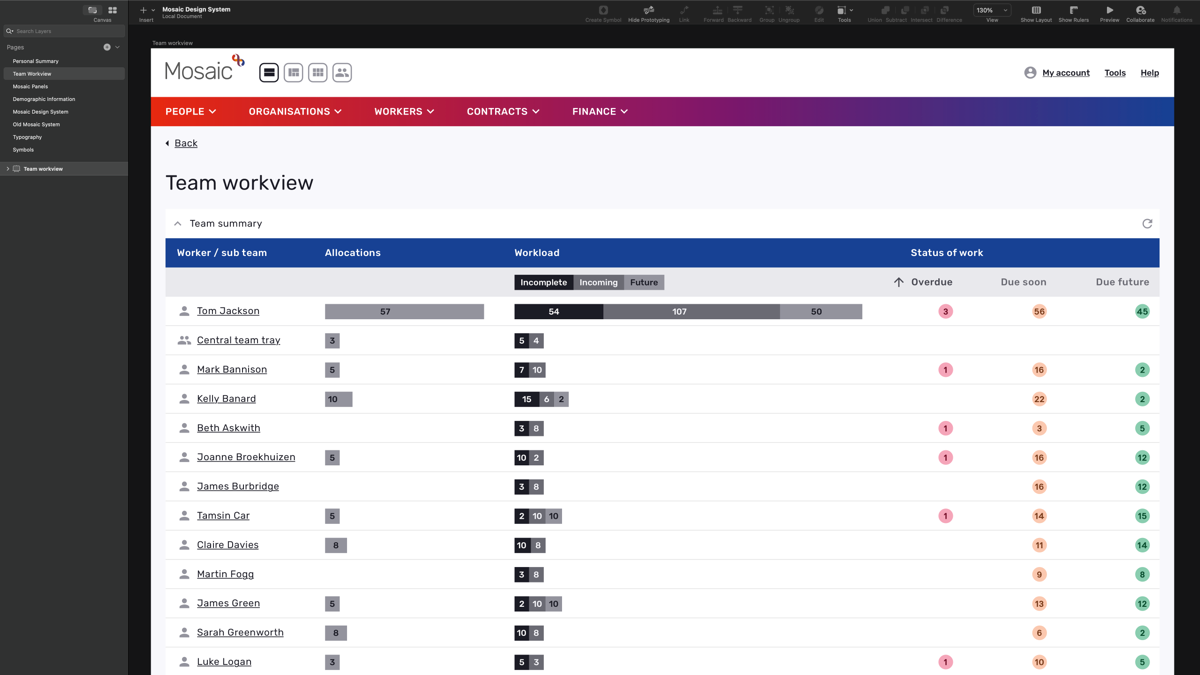 Canvas
Insert
Mosaic Design System
Local Document
Create Symbol
Hide Prototyping
Link
Forward
Backward
Group
Ungroup
Edit
Tools
Union
Subtract
Intersect
Difference
130%
View
Show Layout
Show Rulers
Preview
Collaborate
Notifications
Search Layers
Pages
Personal Summary
Team Workview
Mosaic Panels
Demographic Information
Mosaic Design System
Old Mosaic System
Typography
Symbols
Team workview
Team workview
Mosaic
My account Tools Help
PEOPLE ORGANISATIONS WORKERS CONTRACTS FINANCE
Back
Team workview
Team summary
Worker / sub team Allocations Workload Status of work
Incomplete Incoming Future Overdue Due soon Due future
Tom Jackson 57 54 107 50 3 56 45
Central team tray 3 5 4
Mark Bannison 5 7 10 1 16 2
Kelly Banard 10 15 6 2 22 2
Beth Askwith 3 8 1 3 5
Joanne Broekhuizen 5 10 2 1 16 12
James Burbridge 3 8 16 12
Tamsin Car 5 2 10 10 1 14 15
Claire Davies 8 10 8 11 14
Martin Fogg 3 8 9 8
James Green 5 2 10 10 13 12
Sarah Greenworth 8 10 8 6 2
Luke Logan 3 5 3 1 10 5